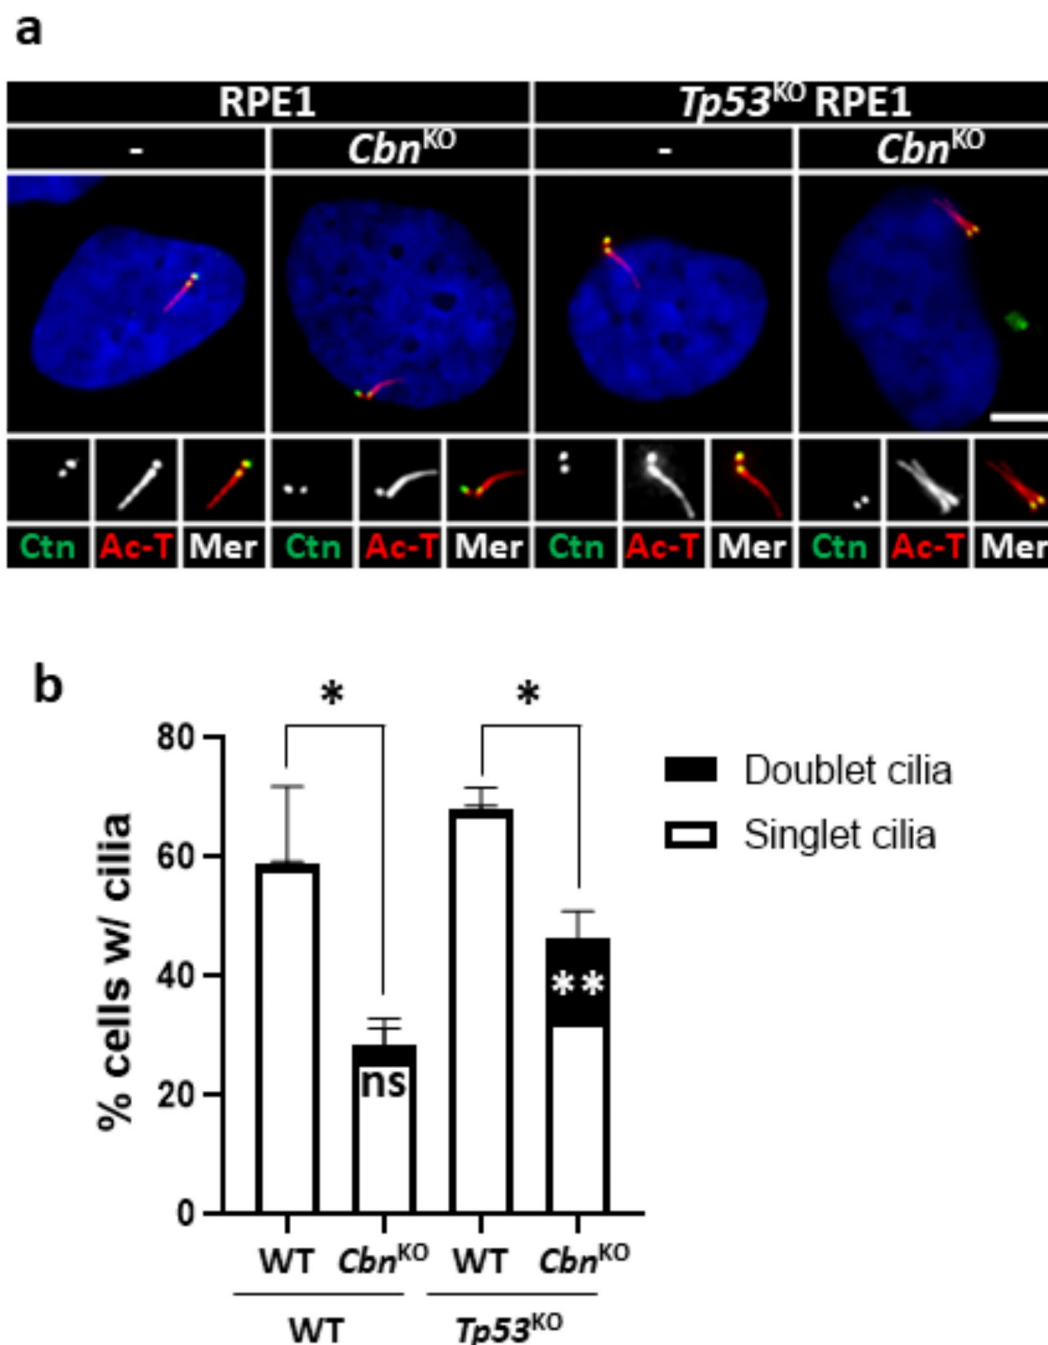 a
RPE1 Tp53KO RPE1
- CbnKO - CbnKO
Ctn Ac-T Mer Ctn Ac-T Mer Ctn Ac-T Mer Ctn Ac-T Mer
b
* *
80
60
40
20
0
% cells w/ cilia
Doublet cilia
Singlet cilia
**
ns
WT CbnKO WT CbnKO
WT Tp53KO